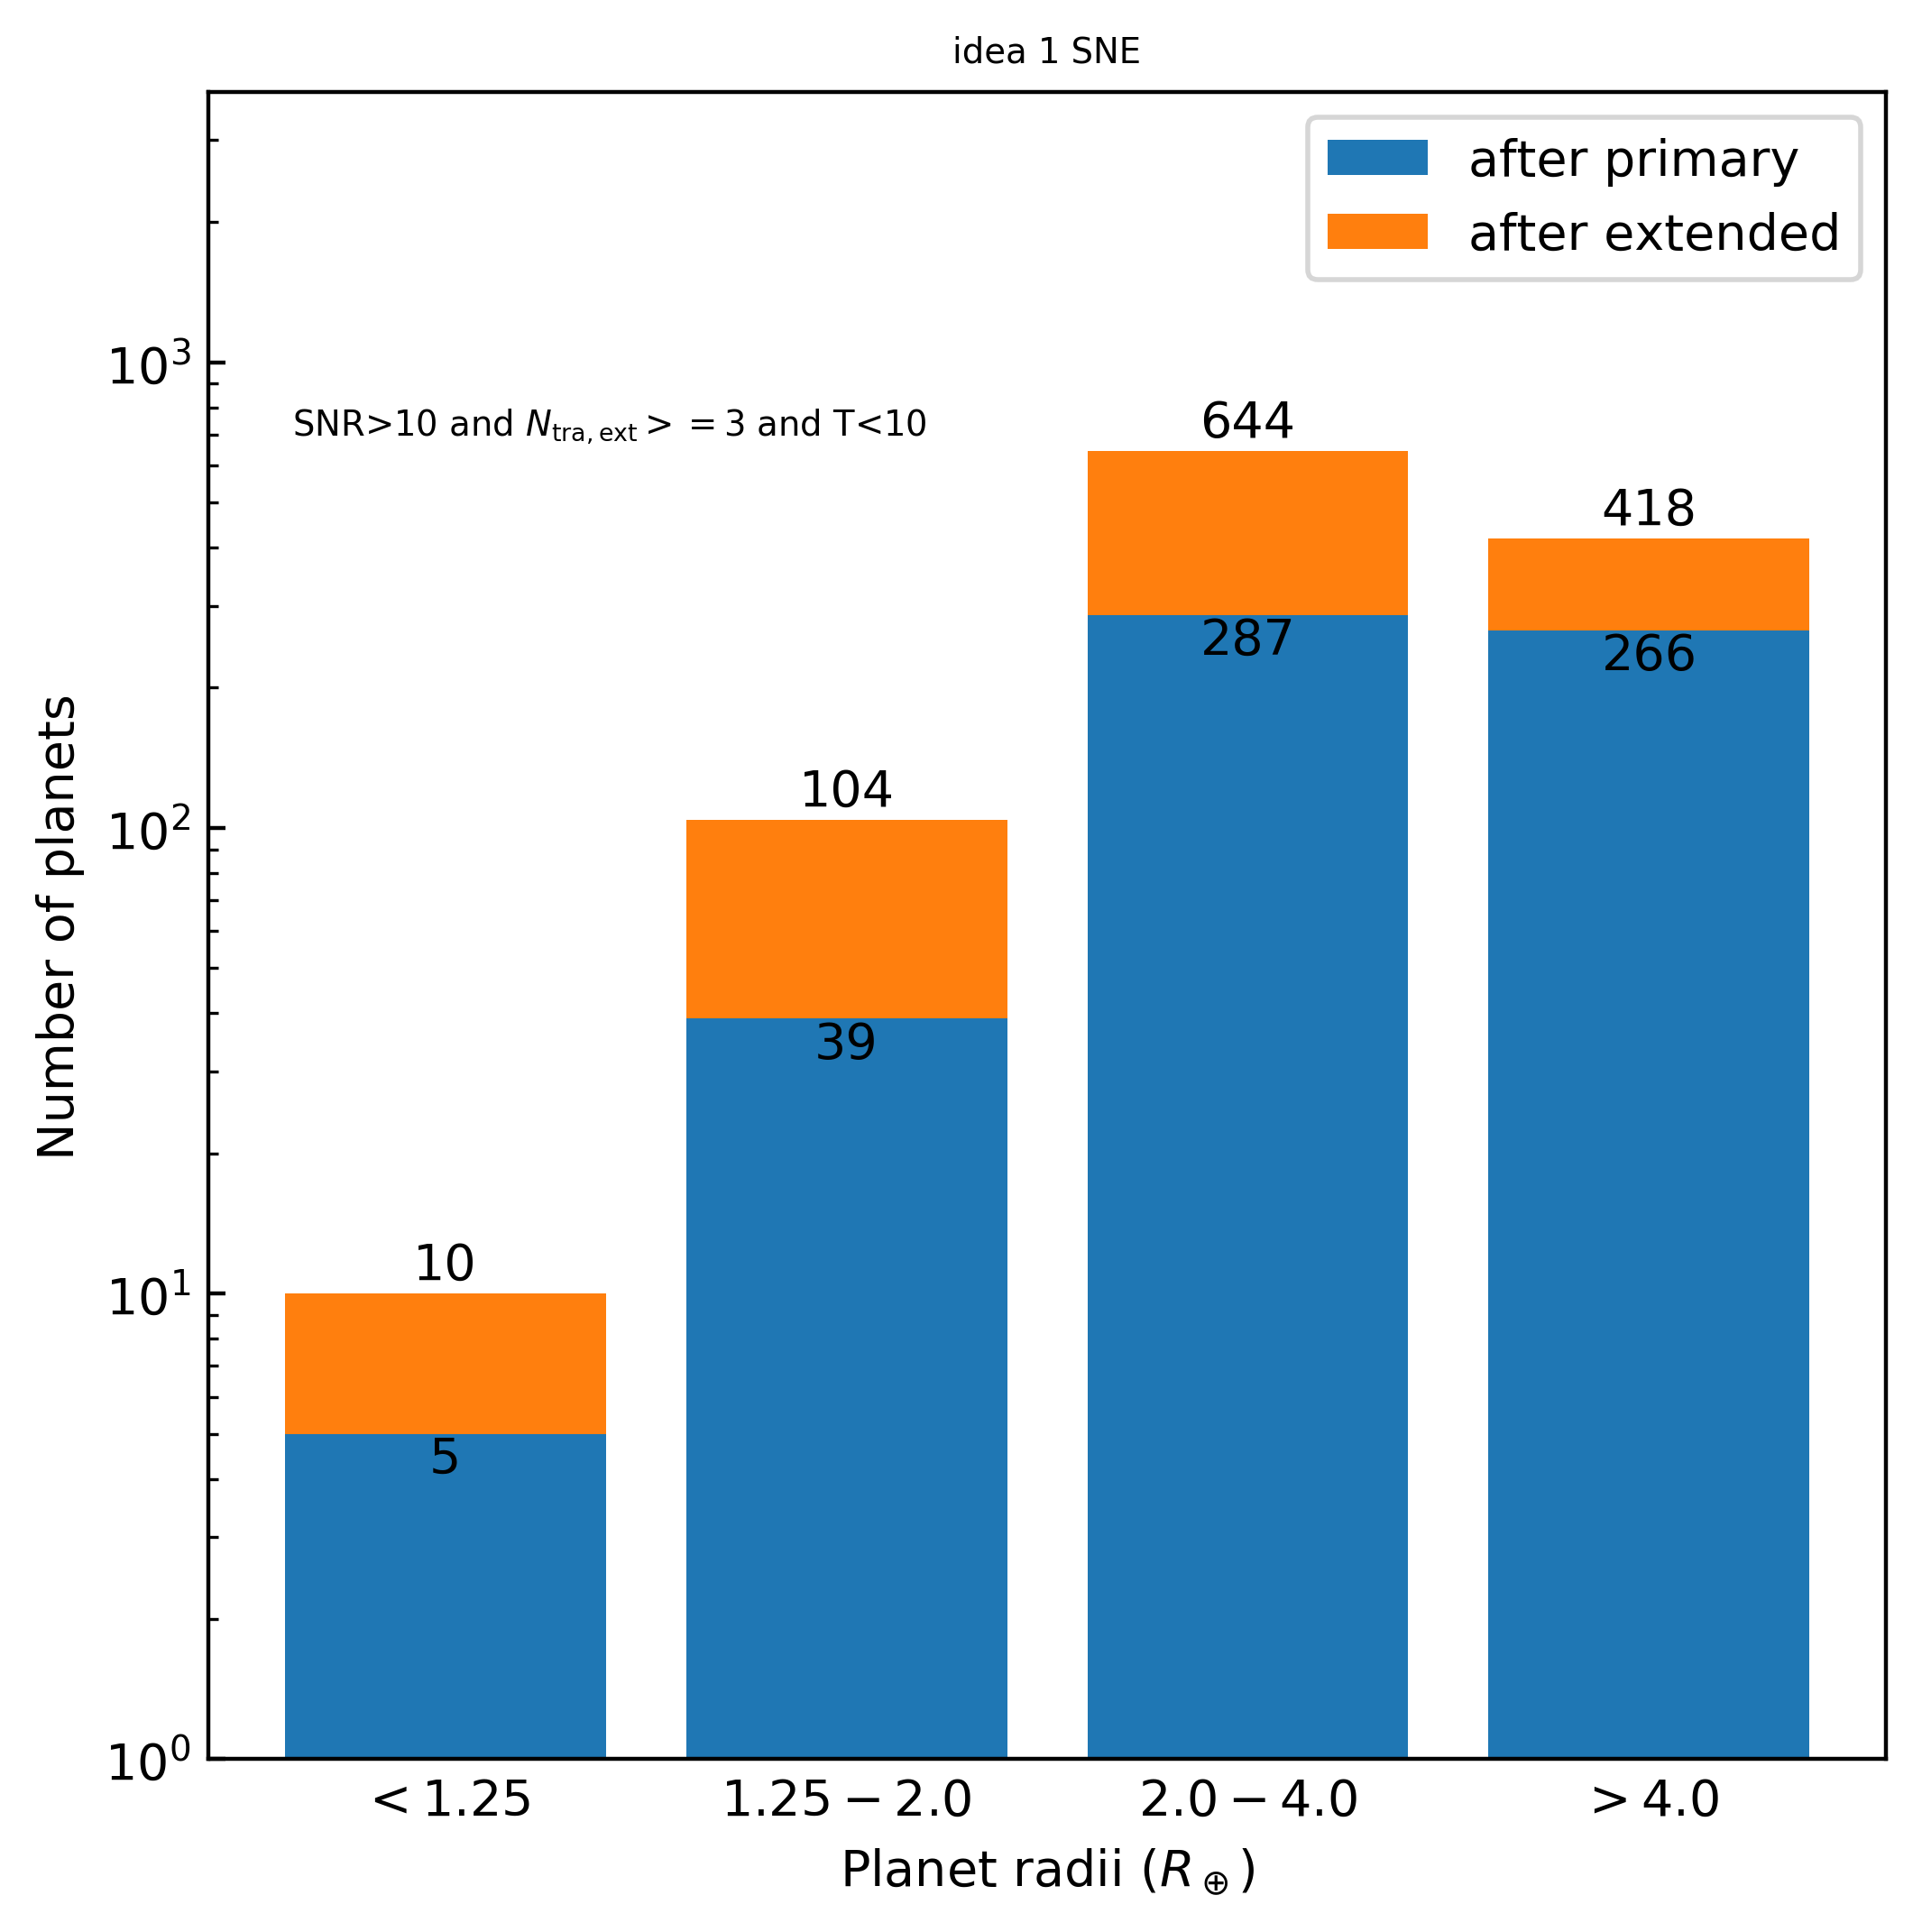 idea 1 SNE
after primary
after extended
Number of planets
10³
10²
10¹
10⁰
SNR>10 and N_tra,ext >=3 and T<10
644
418
287
266
104
39
10
5
<1.25
1.25−2.0
2.0−4.0
>4.0
Planet radii (R_⊕)